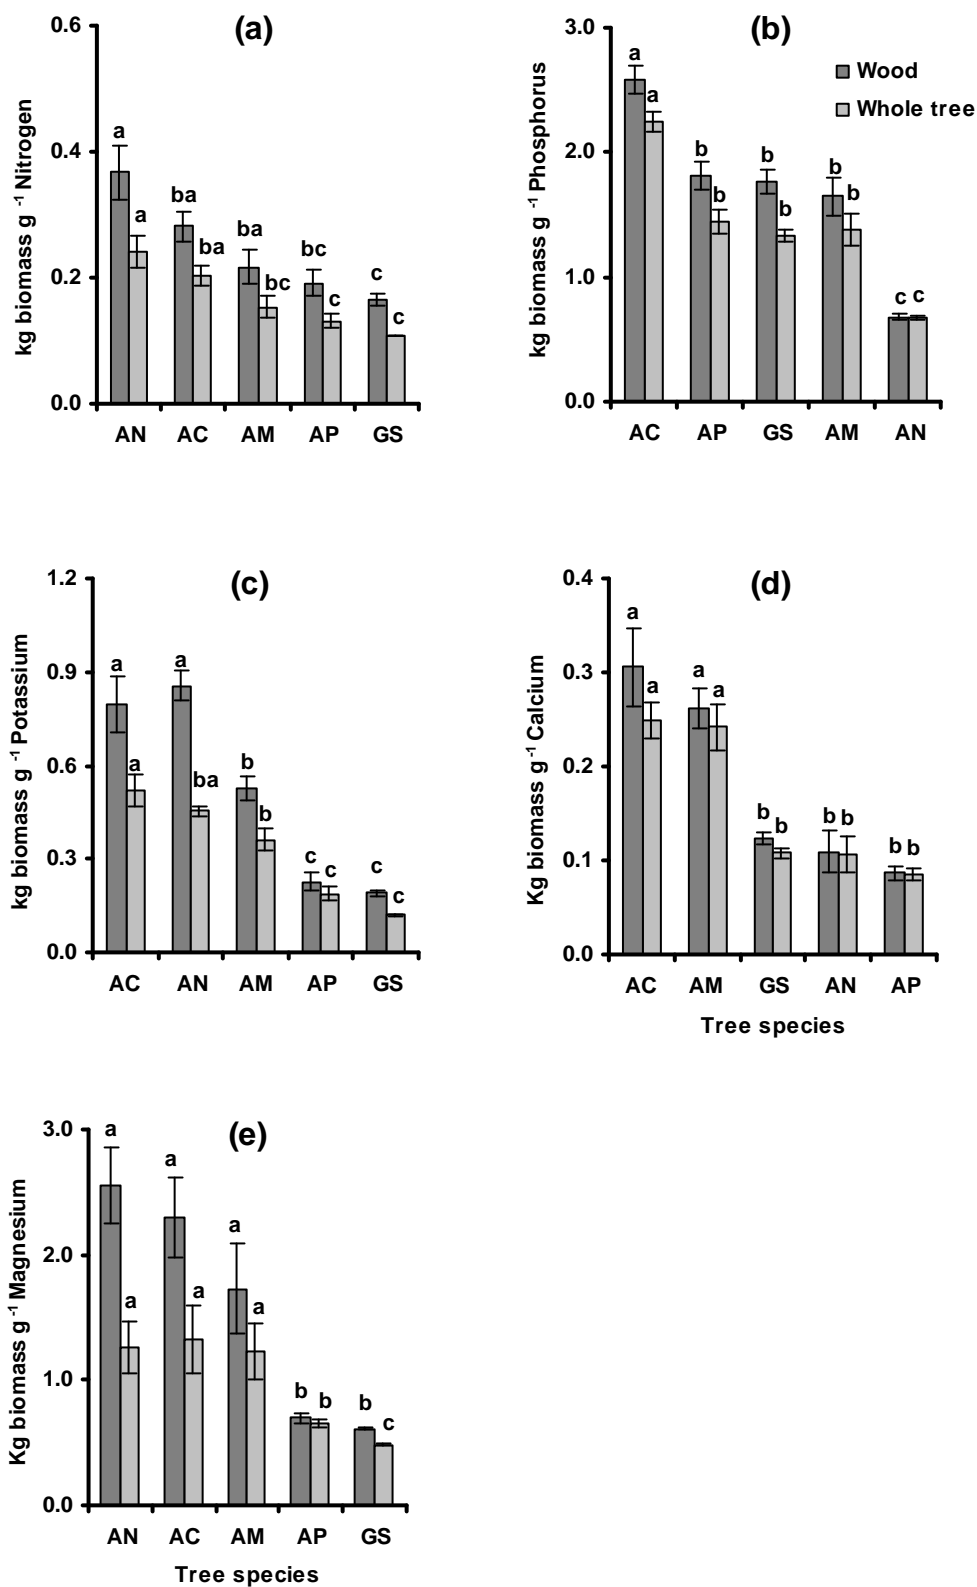 (a)
kg biomass g -1 Nitrogen
0.6
0.4
0.2
0.0
a
a
ba
ba
ba
bc
bc
c
c
c
AN AC AM AP GS
(b)
kg biomass g -1 Phosphorus
3.0
2.0
1.0
0.0
Wood
Whole tree
a
a
b
b
b
b
b
b
c c
AC AP GS AM AN
(c)
kg biomass g -1 Potassium
1.2
0.9
0.6
0.3
0.0
a
a
a
ba
b
b
c
c
c
c
AC AN AM AP GS
(d)
Kg biomass g -1 Calcium
0.4
0.3
0.2
0.1
0.0
a
a
a
a
b
b
b b
b b
AC AM GS AN AP
Tree species
(e)
Kg biomass g -1 Magnesium
3.0
2.0
1.0
0.0
a
a
a
a
a
a
b
b
b
c
AN AC AM AP GS
Tree species